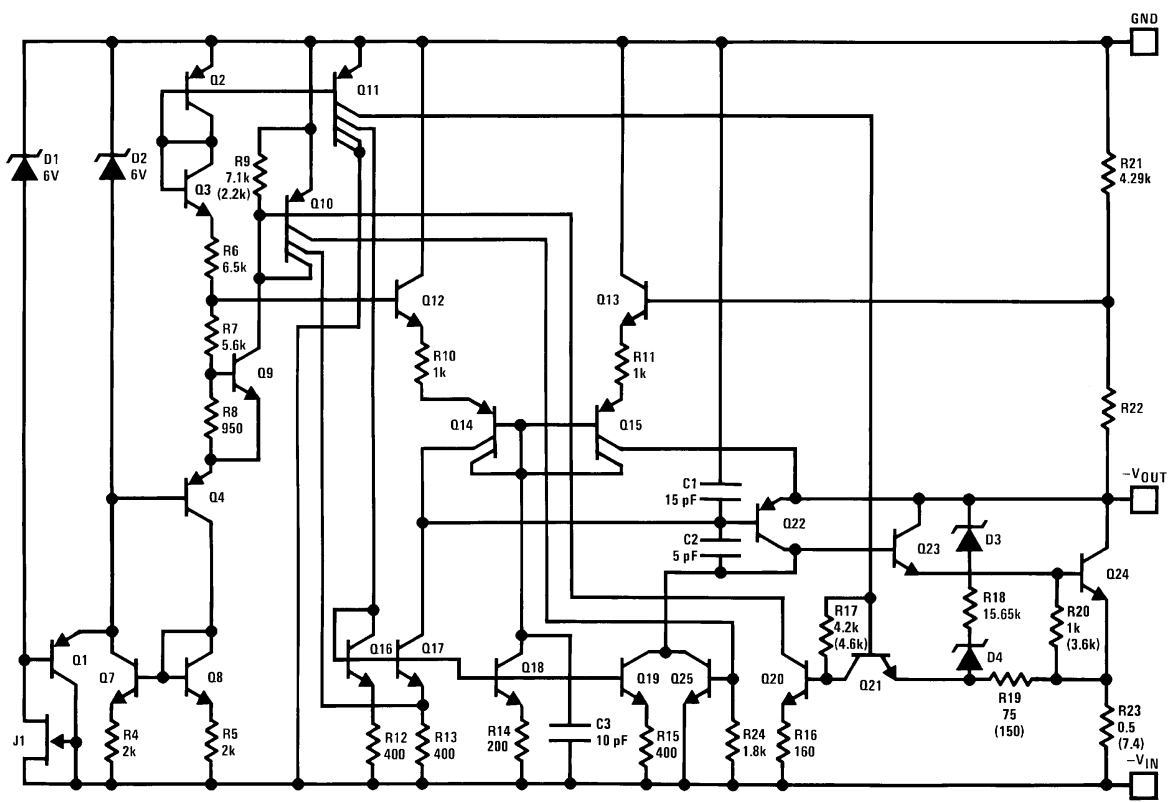 GND
Q2
Q11
D1
6V
D2
6V
R9
7.1k
(2.2k)
R21
4.29k
Q3
Q10
R6
6.5k
Q12
Q13
R7
5.6k
R10
1k
R11
1k
Q9
R8
950
Q14
Q15
R22
C1
15 pF
-VOUT
Q4
Q22
C2
5 pF
Q23
D3
Q24
R18
15.65k
R17
4.2k
(4.6k)
R20
1k
(3.6k)
Q1
Q7
Q8
Q16
Q17
Q18
Q19
Q25
Q20
Q21
D4
R19
75
(150)
R23
0.5
(7.4)
J1
R4
2k
R5
2k
R12
400
R13
400
R14
200
C3
10 pF
R15
400
R24
1.8k
R16
160
-VIN